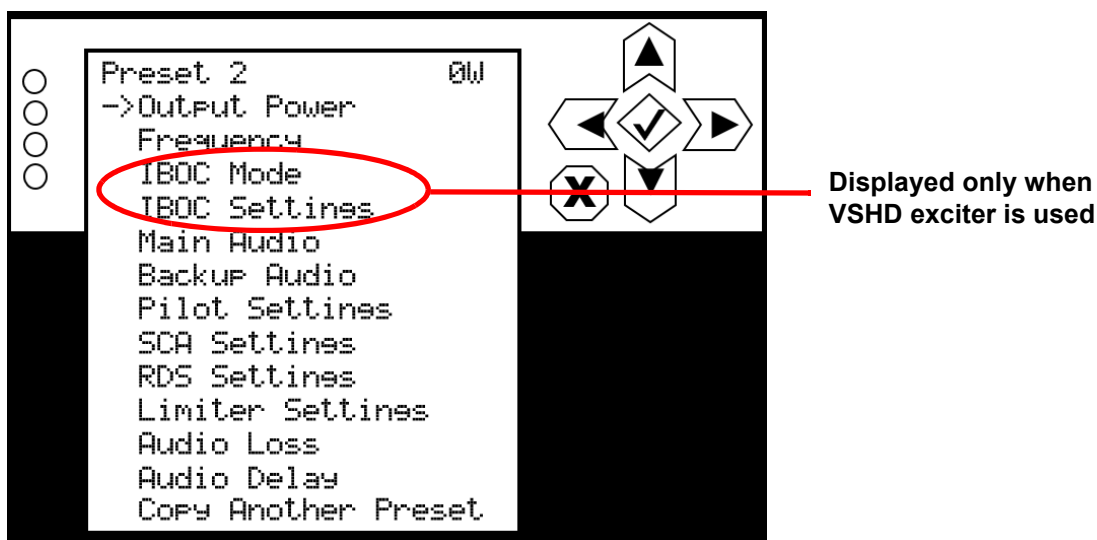 Preset 2 0W
->Output Power
Frequency
IBOC Mode
IBOC Settings
Main Audio
Backup Audio
Pilot Settings
SCA Settings
RDS Settings
Limiter Settings
Audio Loss
Audio Delay
Copy Another Preset
X
Displayed only when
VSHD exciter is used